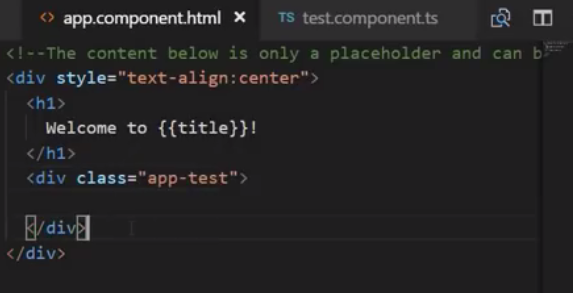 app.component.html
TS test.component.ts
<!--The content below is only a placeholder and can b
<div style="text-align:center">
<h1>
Welcome to {{title}}!
</h1>
<div class="app-test">
</div>
</div>